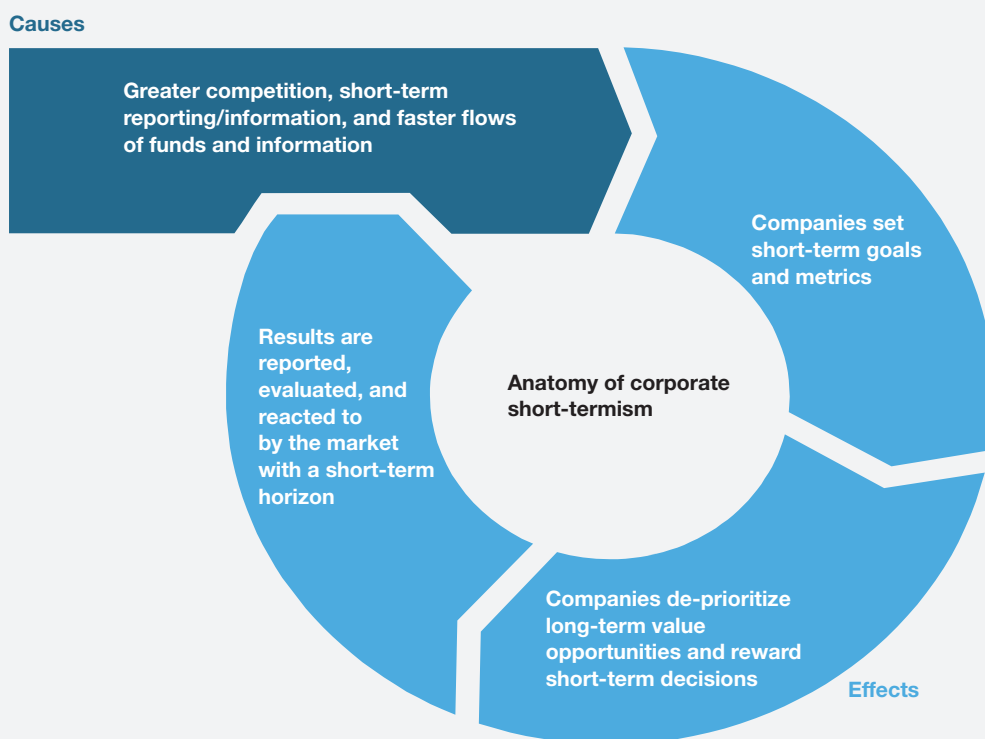 Causes
Greater competition, short-term
reporting/information, and faster flows
of funds and information
Companies set
short-term goals
and metrics
Anatomy of corporate
short-termism
Results are
reported,
evaluated, and
reacted to
by the market
with a short-term
horizon
Companies de-prioritize
long-term value
opportunities and reward
short-term decisions
Effects